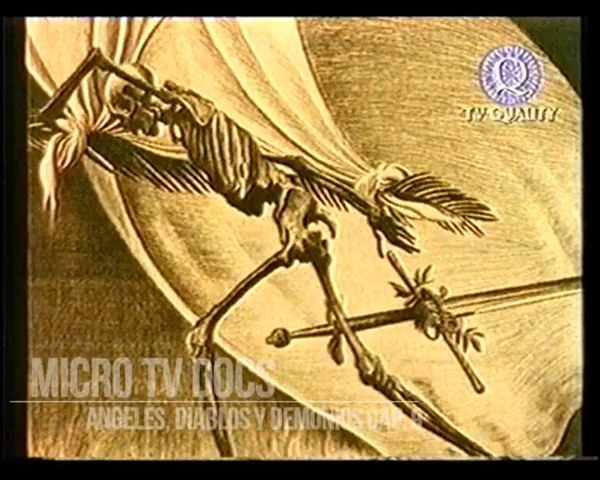 Q
TV QUALITY
MICRO TV DOCS
ANGELES, DIABLOS Y DEMONIOS CAP. 6